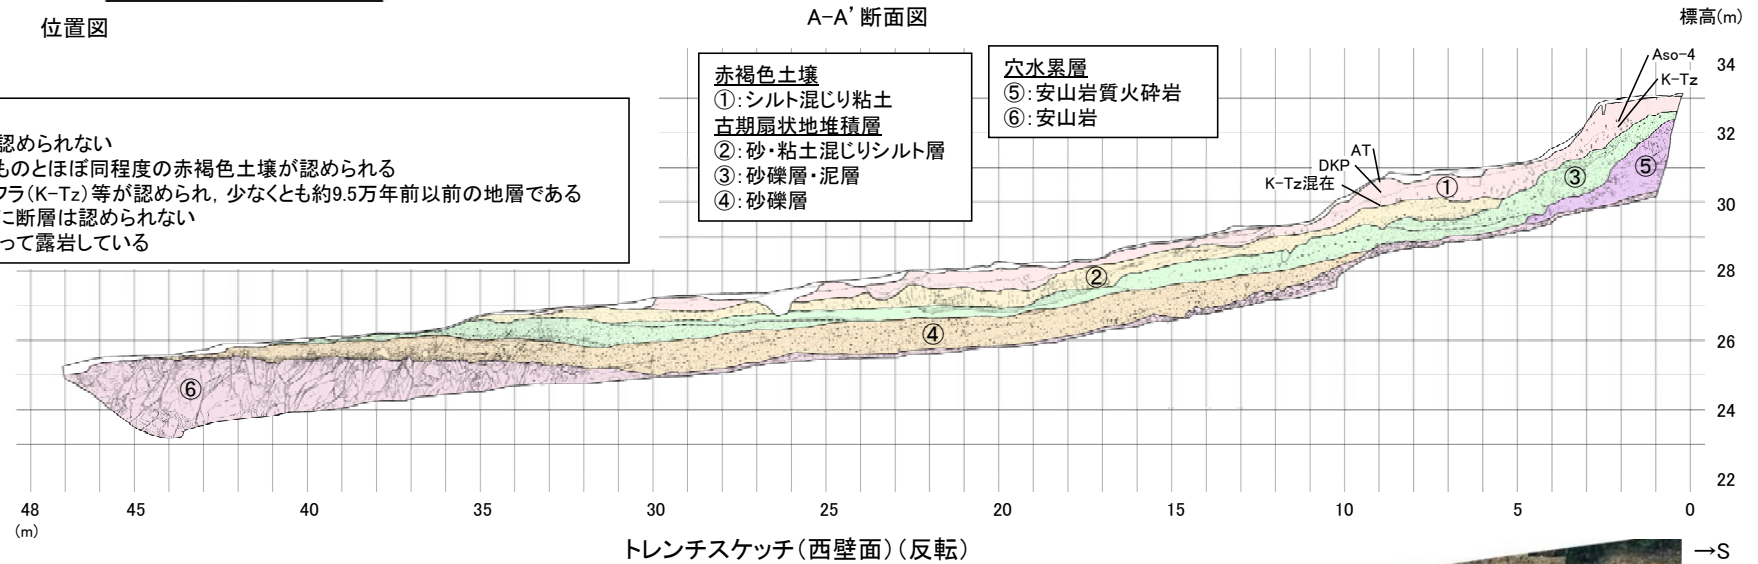 位置図
A-A’断面図
標高(m)
認められない
ものとほぼ同程度の赤褐色土壌が認められる
フラ(K-Tz)等が認められ，少なくとも約9.5万年前以前の地層である
に断層は認められない
って露岩している
赤褐色土壌
①:シルト混じり粘土
古期扇状地堆積層
②:砂・粘土混じりシルト層
③:砂礫層・泥層
④:砂礫層
穴水累層
⑤:安山岩質火砕岩
⑥:安山岩
Aso-4
K-Tz
AT
DKP
K-Tz混在
①
②
③
④
⑤
⑥
34
32
30
28
26
24
22
48 45 40 35 30 25 20 15 10 5 0
(m)
トレンチスケッチ(西壁面)(反転)
→S